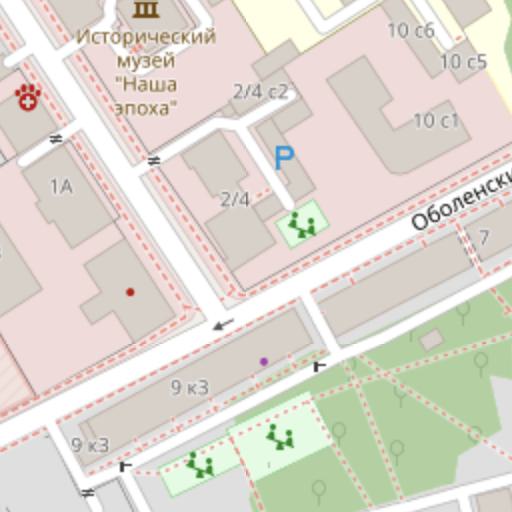 10 с6
Исторический
музей
"Наша
эпоха"
10 с5
2/4 с2
10 с1
P
1А
2/4
Оболенски
7
9 к3
9 к3